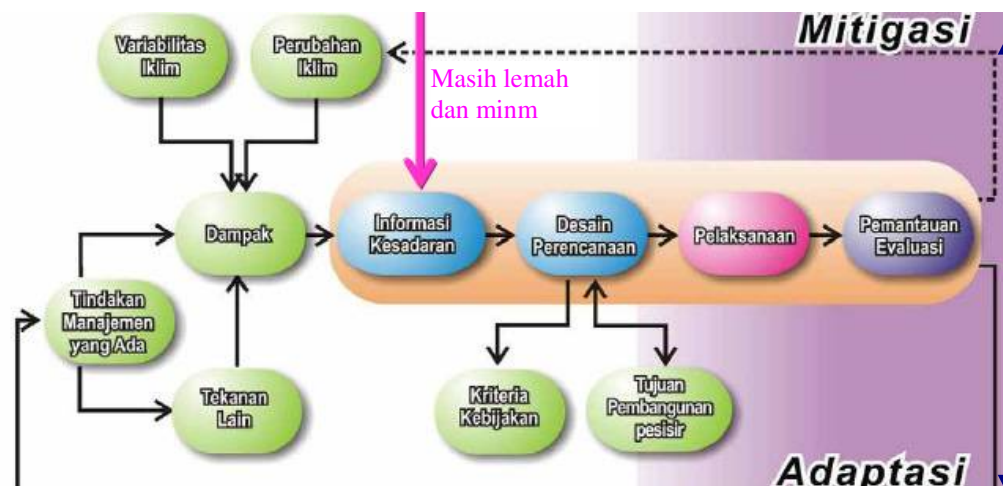 Mitigasi
Variabilitas
Iklim
Perubahan
Iklim
Masih lemah
dan minm
Dampak
Informasi
Kesadaran
Desain
Perencanaan
Pelaksanaan
Pemantauan
Evaluasi
Tindakan
Manajemen
yang Ada
Tekanan
Lain
Kriteria
Kebijakan
Tujuan
Pembangunan
pesisir
Adaptasi